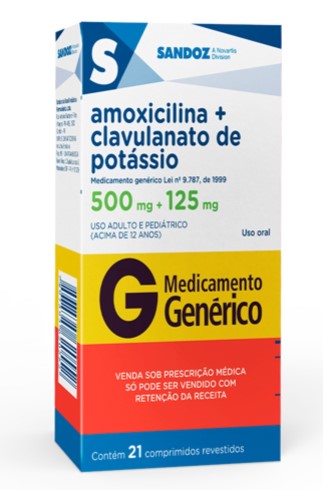 S
SANDOZ A Novartis
Division
amoxicilina +
clavulanato de
potássio
Medicamento genérico Lei nº 9.787, de 1999
500 mg + 125 mg
USO ADULTO E PEDIÁTRICO
(ACIMA DE 12 ANOS)
Uso oral
G Medicamento
Genérico
VENDA SOB PRESCRIÇÃO MÉDICA
SÓ PODE SER VENDIDO COM
RETENÇÃO DA RECEITA
Contém 21 comprimidos revestidos